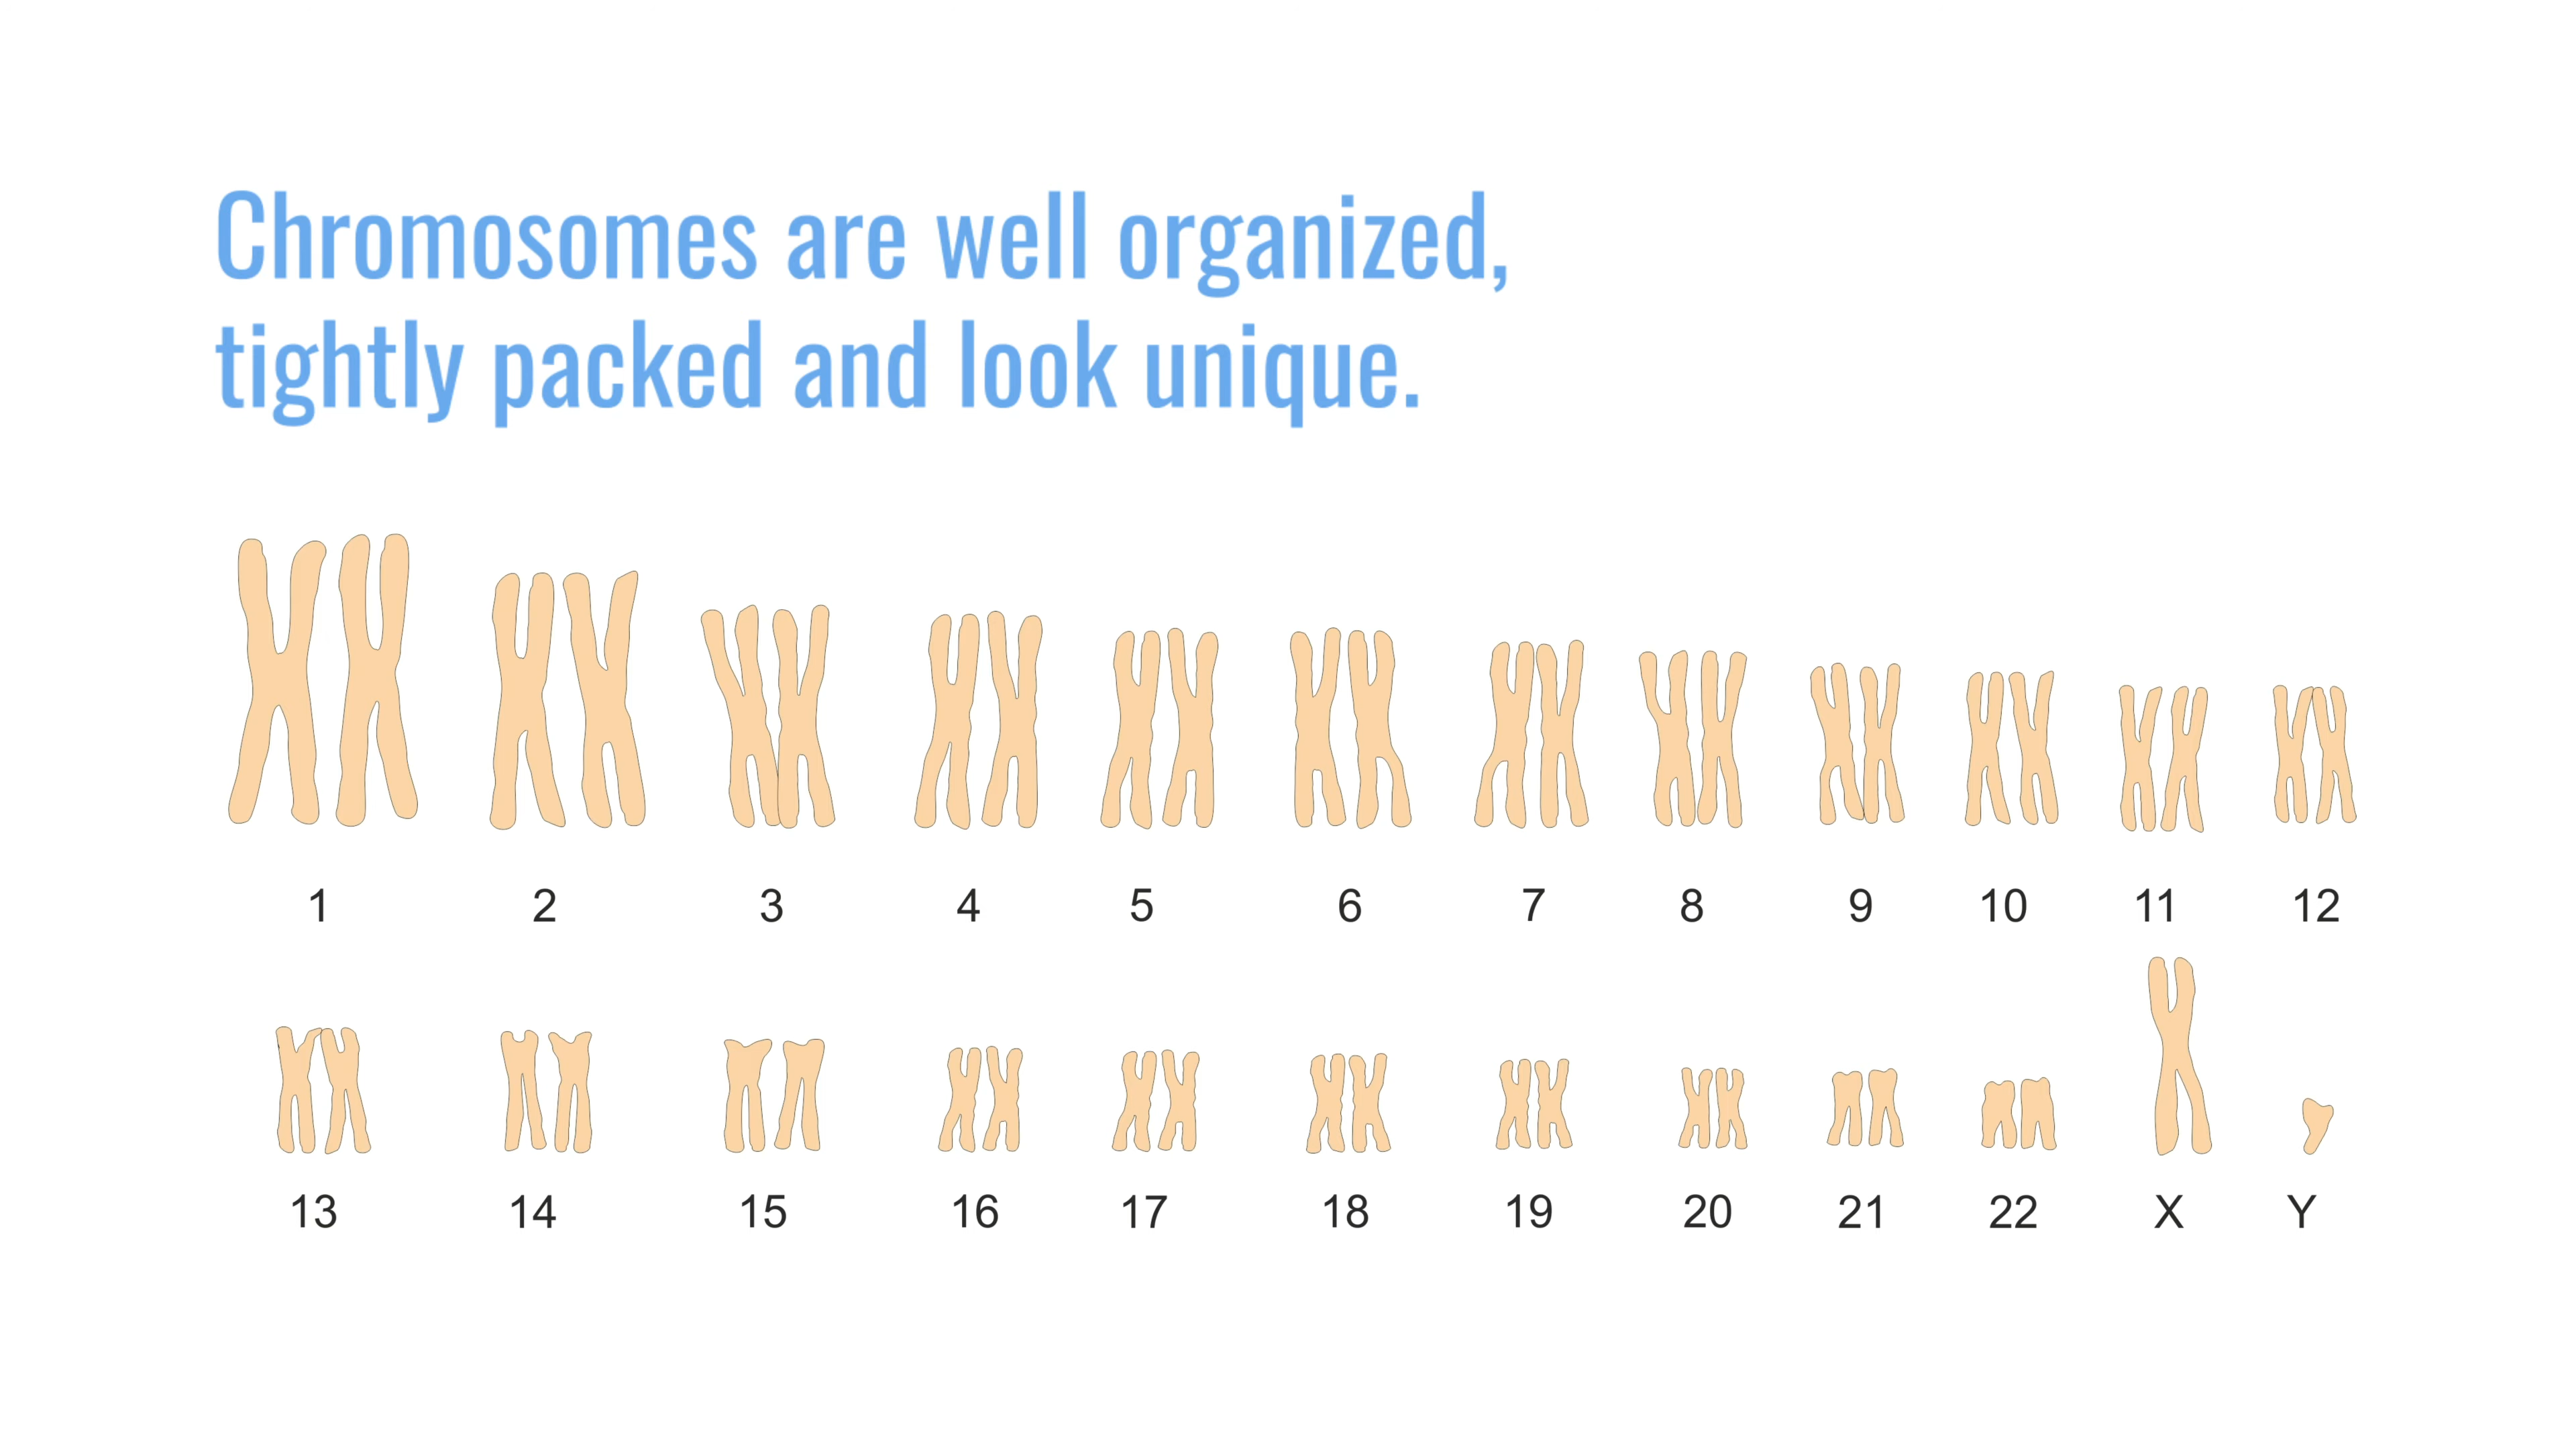 Chromosomes are well organized,
tightly packed and look unique.
1 2 3 4 5 6 7 8 9 10 11 12
13 14 15 16 17 18 19 20 21 22 X Y